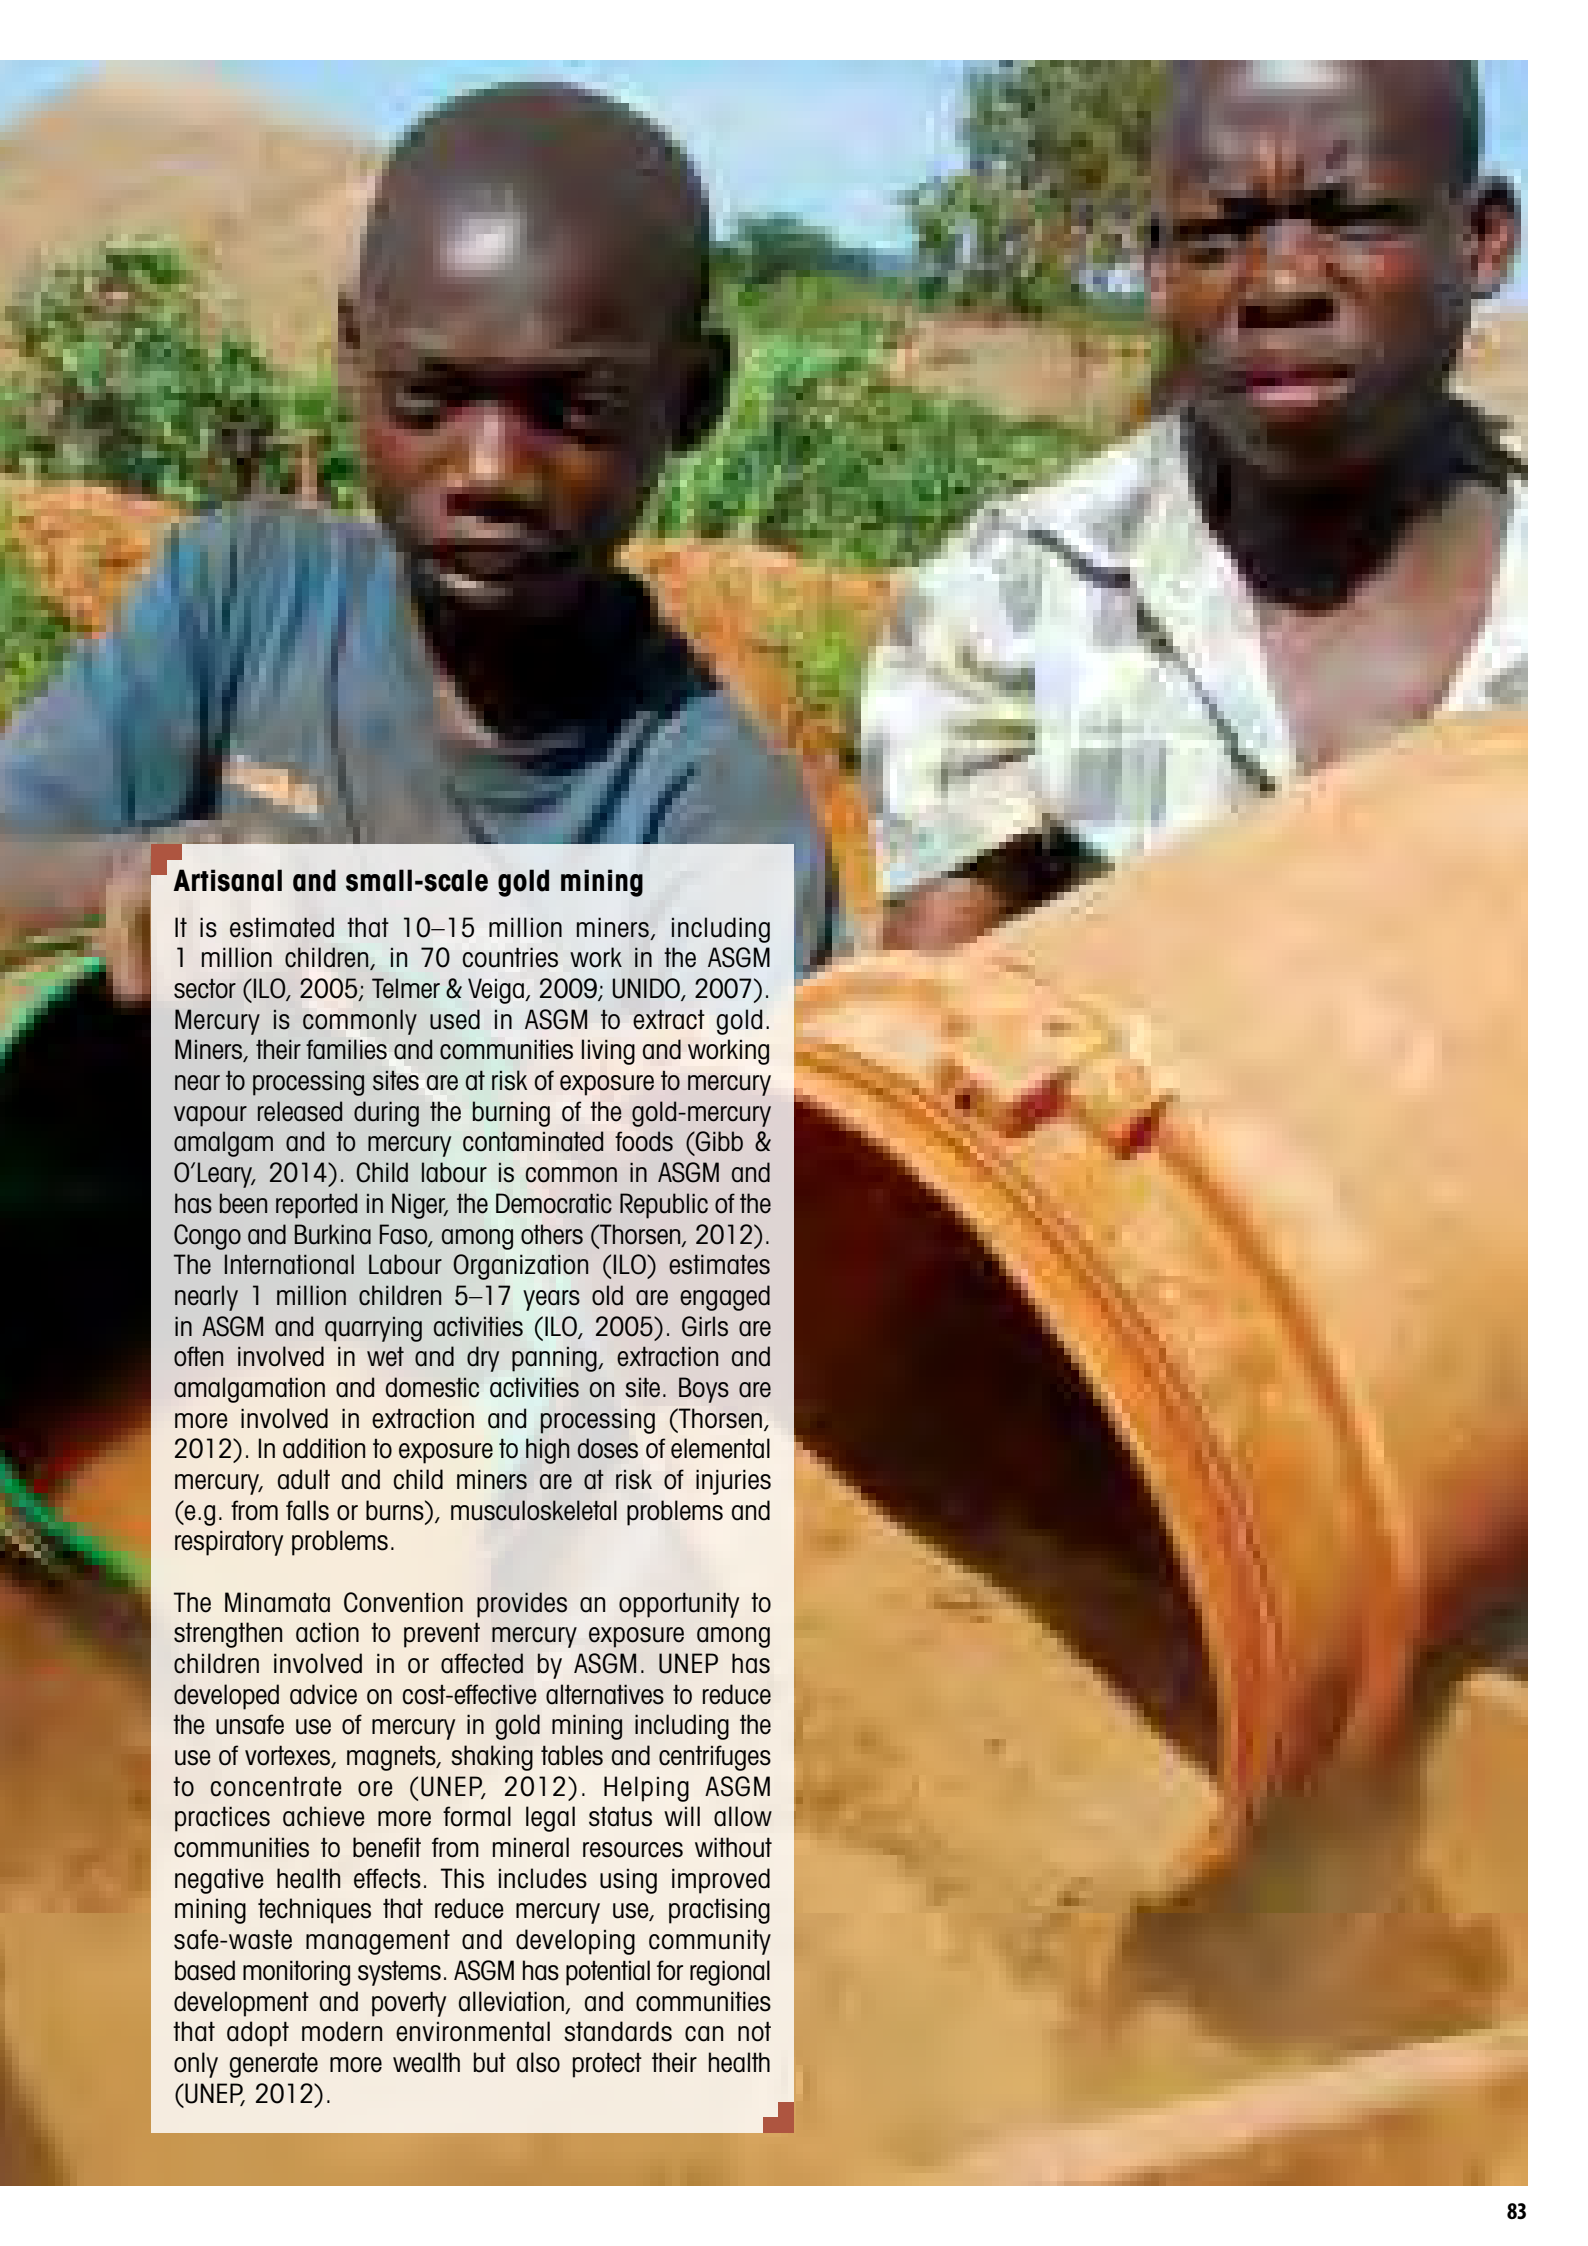 Artisanal and small-scale gold mining
It is estimated that 10–15 million miners, including
1 million children, in 70 countries work in the ASGM
sector (ILO, 2005; Telmer & Veiga, 2009; UNIDO, 2007).
Mercury is commonly used in ASGM to extract gold.
Miners, their families and communities living and working
near to processing sites are at risk of exposure to mercury
vapour released during the burning of the gold-mercury
amalgam and to mercury contaminated foods (Gibb &
O’Leary, 2014). Child labour is common in ASGM and
has been reported in Niger, the Democratic Republic of the
Congo and Burkina Faso, among others (Thorsen, 2012).
The International Labour Organization (ILO) estimates
nearly 1 million children 5–17 years old are engaged
in ASGM and quarrying activities (ILO, 2005). Girls are
often involved in wet and dry panning, extraction and
amalgamation and domestic activities on site. Boys are
more involved in extraction and processing (Thorsen,
2012). In addition to exposure to high doses of elemental
mercury, adult and child miners are at risk of injuries
(e.g. from falls or burns), musculoskeletal problems and
respiratory problems.
The Minamata Convention provides an opportunity to
strengthen action to prevent mercury exposure among
children involved in or affected by ASGM. UNEP has
developed advice on cost-effective alternatives to reduce
the unsafe use of mercury in gold mining including the
use of vortexes, magnets, shaking tables and centrifuges
to concentrate ore (UNEP, 2012). Helping ASGM
practices achieve more formal legal status will allow
communities to benefit from mineral resources without
negative health effects. This includes using improved
mining techniques that reduce mercury use, practising
safe-waste management and developing community
based monitoring systems. ASGM has potential for regional
development and poverty alleviation, and communities
that adopt modern environmental standards can not
only generate more wealth but also protect their health
(UNEP, 2012).
83